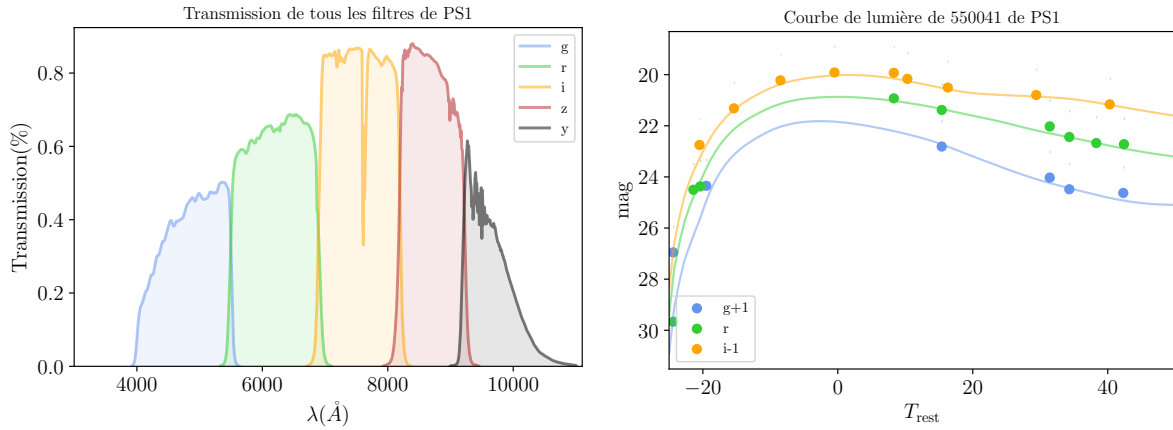 Transmission de tous les filtres de PS1
Transmission(%)
0.8
0.6
0.4
0.2
0.0
4000 6000 8000 10000
λ(Å)
g
r
i
z
y
Courbe de lumière de 550041 de PS1
mag
20
22
24
26
28
30
−20 0 20 40
T_rest
g+1
r
i-1